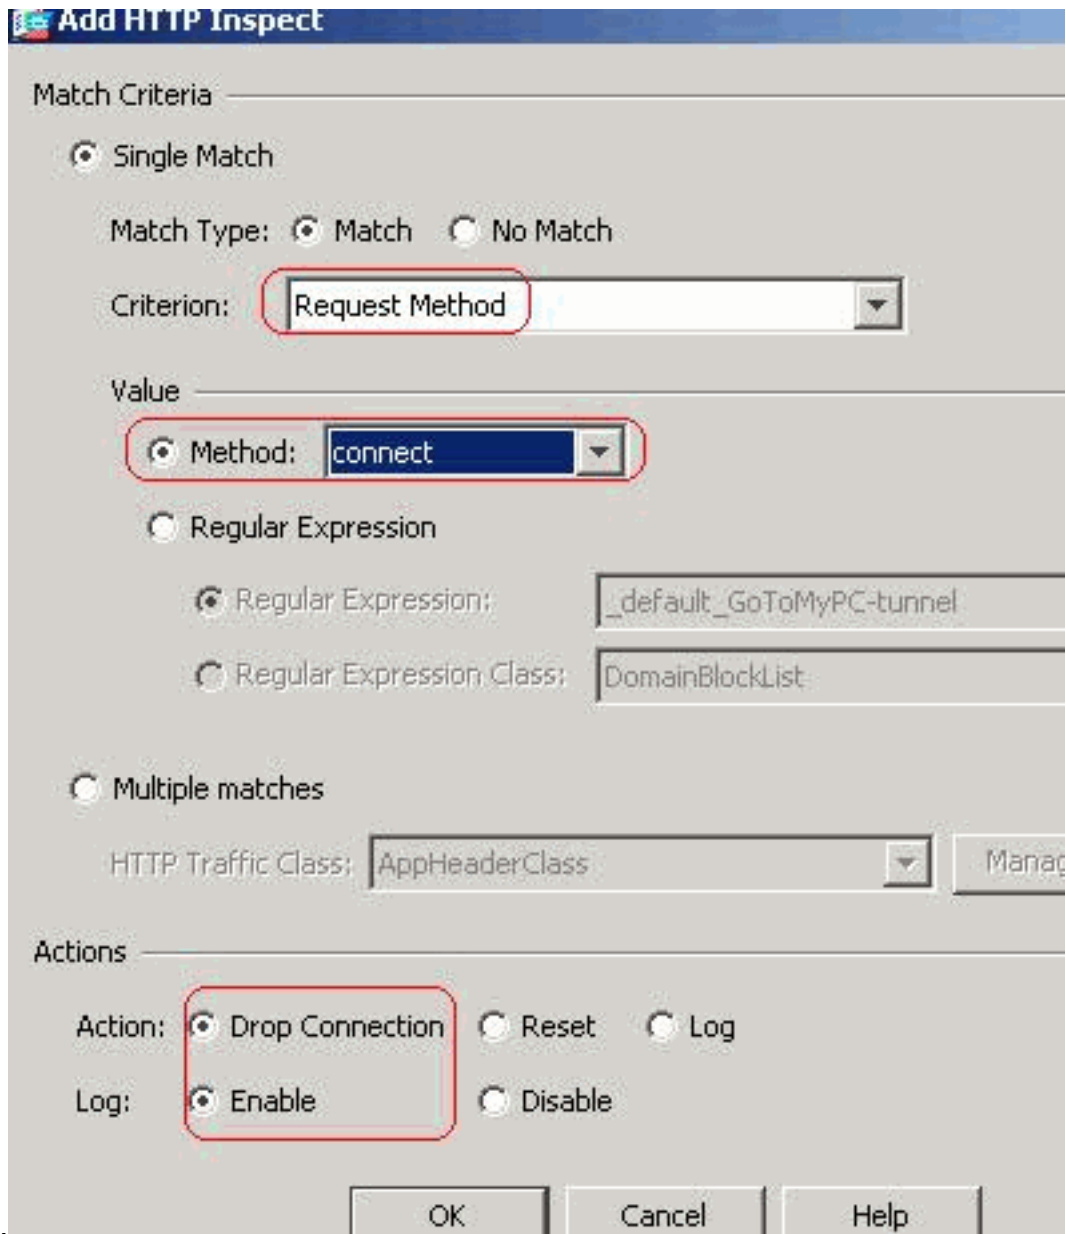 Add HTTP Inspect
Match Criteria
Single Match
Match Type: Match No Match
Criterion: Request Method
Value
Method: connect
Regular Expression
Regular Expression: _default_GoToMyPC-tunnel
Regular Expression Class: DomainBlockList
Multiple matches
HTTP Traffic Class: AppHeaderClass Manag
Actions
Action: Drop Connection Reset Log
Log: Enable Disable
OK Cancel Help